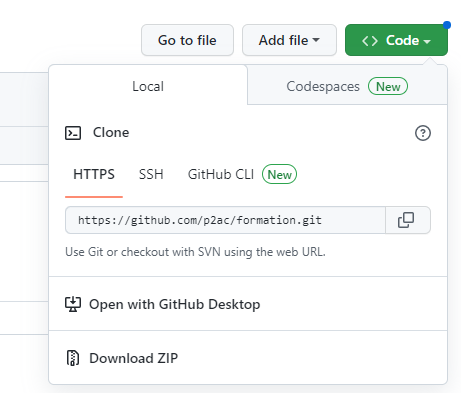 Go to file
Add file
Code
Local
Codespaces New
Clone
HTTPS SSH GitHub CLI New
https://github.com/p2ac/formation.git
Use Git or checkout with SVN using the web URL.
Open with GitHub Desktop
Download ZIP